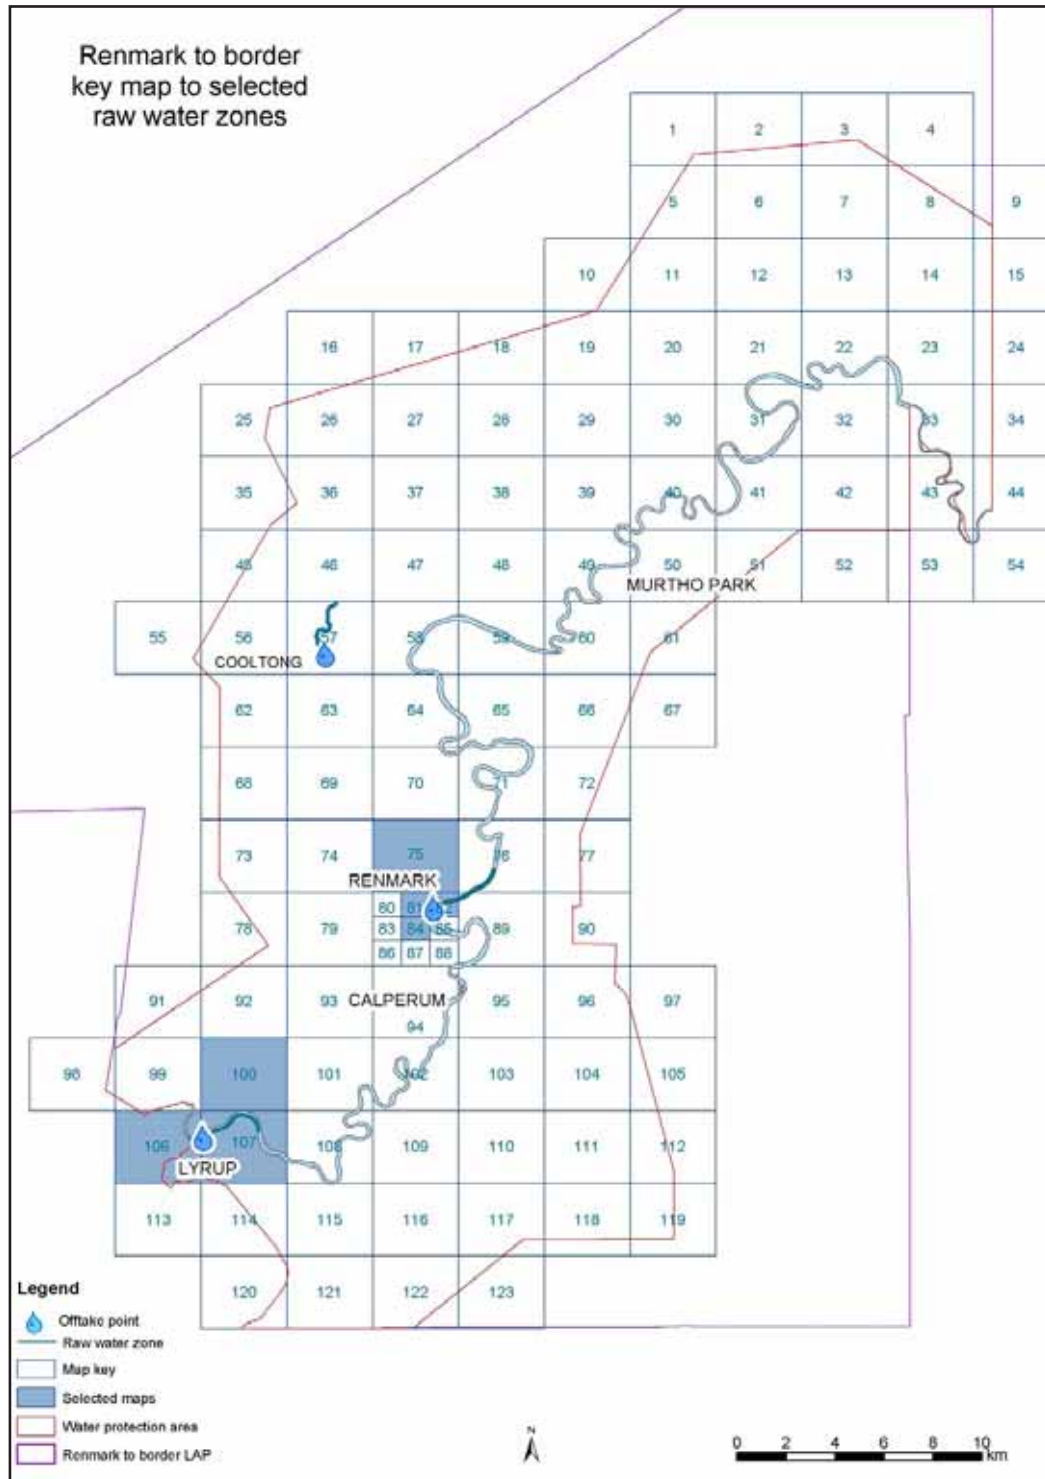 Renmark to border
key map to selected
raw water zones
1 2 3 4
5 6 7 8 9
10 11 12 13 14 15
16 17 18 19 20 21 22 23 24
25 26 27 28 29 30 31 32 33 34
35 36 37 38 39 40 41 42 43 44
45 46 47 48 49 50 51 52 53 54
MURTHO PARK
55 56 57 58 59 60 61
COOLTONG
62 63 64 65 66 67
68 69 70 71 72
73 74 75 76 77
RENMARK
80 81 82
78 79 83 84 85 89 90
86 87 88
91 92 93 CALPERUM 95 96 97
94
98 99 100 101 102 103 104 105
106 107 108 109 110 111 112
LYRUP
113 114 115 116 117 118 119
120 121 122 123
Legend
Offtake point
Raw water zone
Map key
Selected maps
Water protection area
Renmark to border LAP
N
0 2 4 6 8 10
km